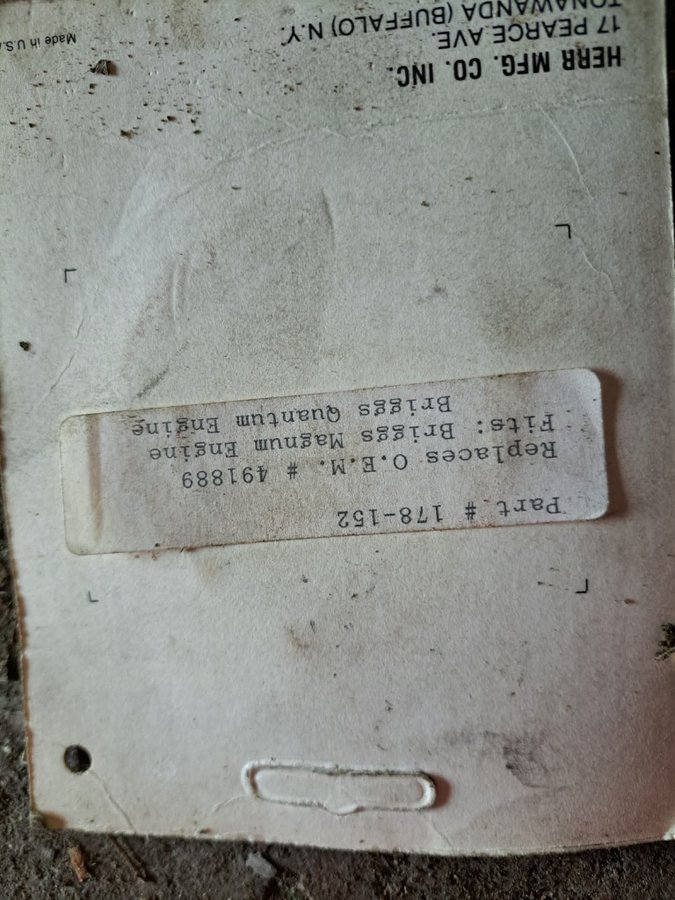 Part # 178-152
Replaces O.E.M. # 491889
Fits: Briggs Magnum Engine
Briggs Quantum Engine
HERR MFG. CO. INC.
17 PEARCE AVE.
TONAWANDA (BUFFALO) N.Y.
Made in U.S.A